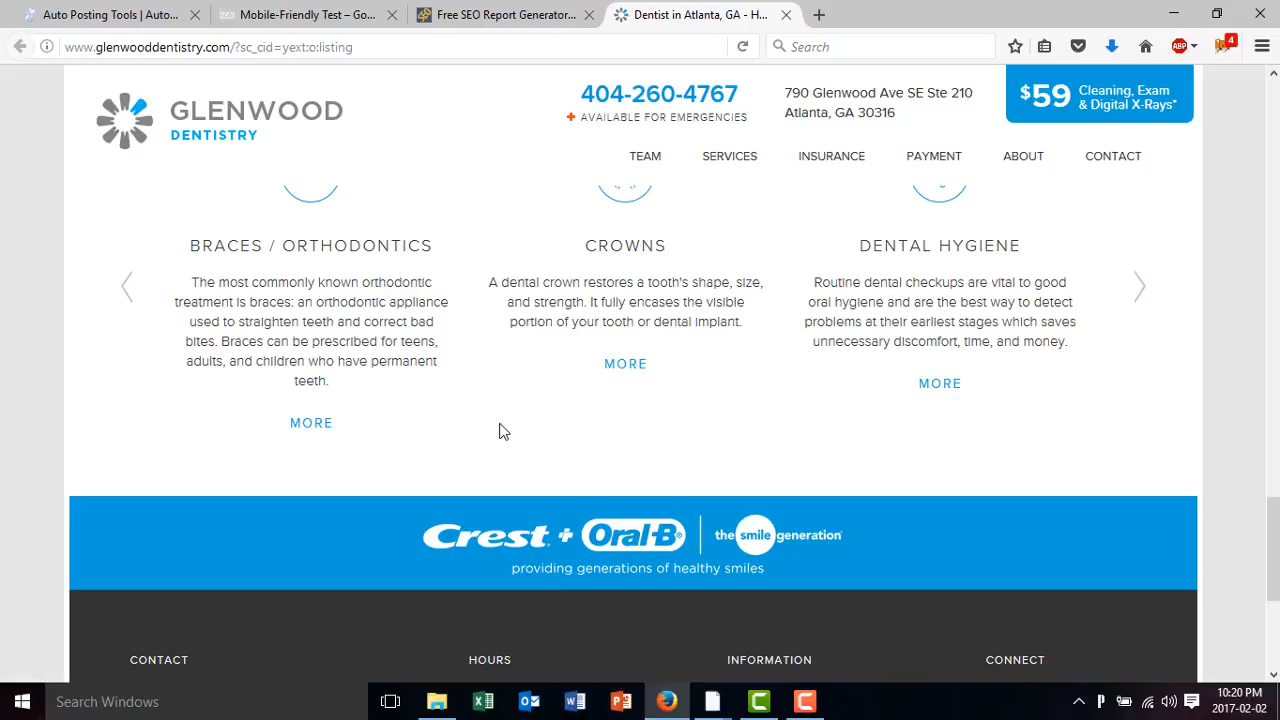 Auto Posting Tools | Auto...
Mobile-Friendly Test – Go...
Free SEO Report Generator...
Dentist in Atlanta, GA - H...
www.glenwooddentistry.com/?sc_cid=yext:o:listing
Search
ABP
4
GLENWOOD
DENTISTRY
404-260-4767
+ AVAILABLE FOR EMERGENCIES
790 Glenwood Ave SE Ste 210
Atlanta, GA 30316
$59 Cleaning, Exam
& Digital X-Rays*
TEAM
SERVICES
INSURANCE
PAYMENT
ABOUT
CONTACT
BRACES / ORTHODONTICS
The most commonly known orthodontic
treatment is braces: an orthodontic appliance
used to straighten teeth and correct bad
bites. Braces can be prescribed for teens,
adults, and children who have permanent
teeth.
MORE
CROWNS
A dental crown restores a tooth's shape, size,
and strength. It fully encases the visible
portion of your tooth or dental implant.
MORE
DENTAL HYGIENE
Routine dental checkups are vital to good
oral hygiene and are the best way to detect
problems at their earliest stages which saves
unnecessary discomfort, time, and money.
MORE
Crest + Oral-B | the smile generation
providing generations of healthy smiles
CONTACT
HOURS
INFORMATION
CONNECT
Search Windows
10:20 PM
2017-02-02